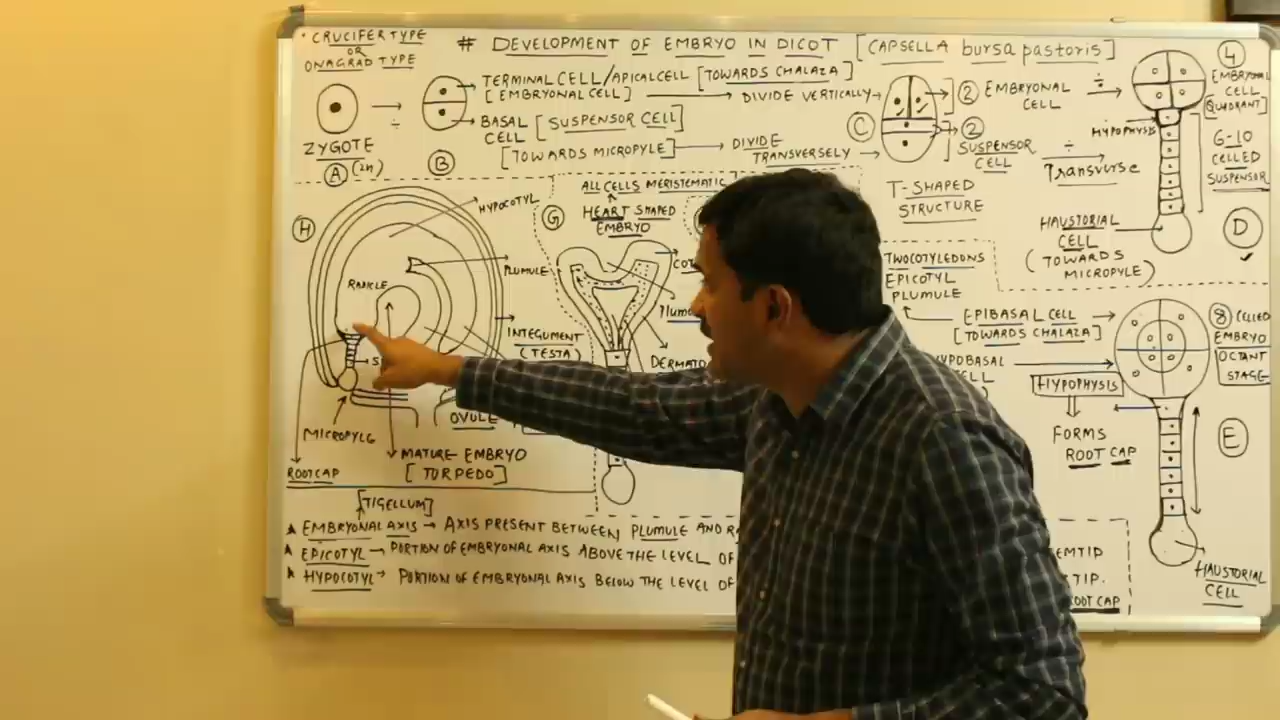 * CRUCIFER TYPE
OR
ONAGRAD TYPE
# DEVELOPMENT OF EMBRYO IN DICOT [CAPSELLA bursa pastoris]
TERMINAL CELL/APICAL CELL [TOWARDS CHALAZA]
[EMBRYONAL CELL] → DIVIDE VERTICALLY →
BASAL [SUSPENSOR CELL]
CELL
[TOWARDS MICROPYLE] → DIVIDE
TRANSVERSELY →
÷
ZYGOTE
A (2n)
B
C
2 EMBRYONAL
CELL
2
SUSPENSOR
CELL
T-SHAPED
STRUCTURE
÷
÷
Transverse
HYPOPHYSIS
4
EMBRYONAL
CELL
[QUADRANT]
6-10
CELLED
SUSPENSOR
HAUSTORIAL
CELL
(TOWARDS
MICROPYLE)
D
H
HYPOCOTYL
PLUMULE
RADICLE
INTEGUMENT
(TESTA)
OVULE
MICROPYLE
ROOT CAP
MATURE EMBRYO
[TORPEDO]
G
ALL CELLS MERISTEMATIC
HEART SHAPED
EMBRYO
COT
Plumu
DERMATO
TWO COTYLEDONS
EPICOTYL
PLUMULE
EPIBASAL CELL
[TOWARDS CHALAZA]
YPOBASAL
HYPOPHYSIS
FORMS
ROOT CAP
8 CELLED
EMBRYO
OCTANT
STAGE
E
HAUSTORIAL
CELL
[TIGELLUM]
EMBRYONAL AXIS → AXIS PRESENT BETWEEN PLUMULE AND R
EPICOTYL → PORTION OF EMBRYONAL AXIS ABOVE THE LEVEL OF
HYPOCOTYL → PORTION OF EMBRYONAL AXIS BELOW THE LEVEL OF
EMTIP
TIP.
ROOT CAP